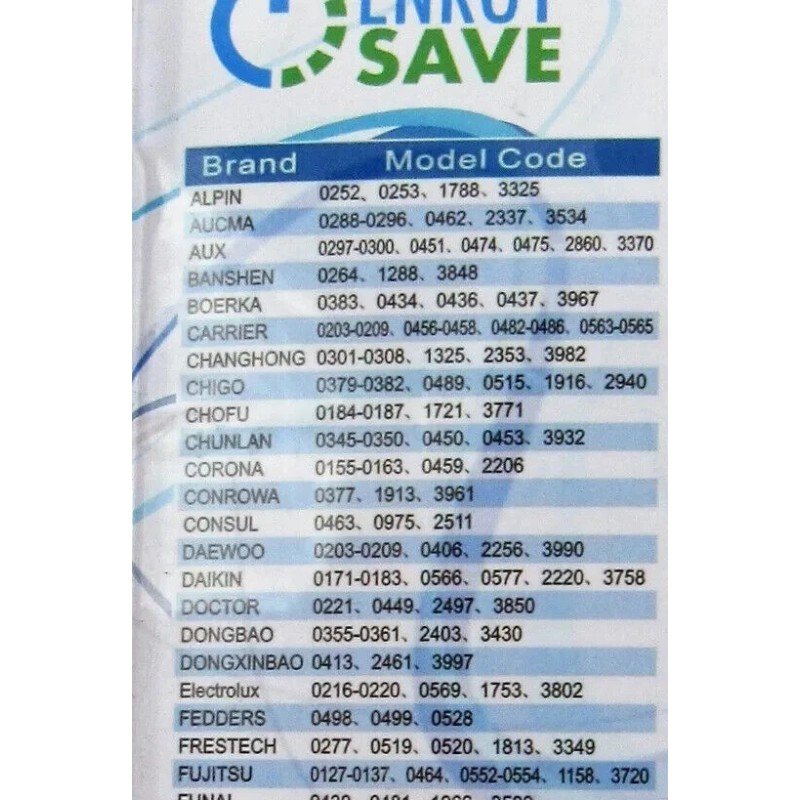 SAVE
Brand Model Code
ALPIN 0252、0253、1788、3325
AUCMA 0288-0296、0462、2337、3534
AUX 0297-0300、0451、0474、0475、2860、3370
BANSHEN 0264、1288、3848
BOERKA 0383、0434、0436、0437、3967
CARRIER 0203-0209、0456-0458、0482-0486、0563-0565
CHANGHONG 0301-0308、1325、2353、3982
CHIGO 0379-0382、0489、0515、1916、2940
CHOFU 0184-0187、1721、3771
CHUNLAN 0345-0350、0450、0453、3932
CORONA 0155-0163、0459、2206
CONROWA 0377、1913、3961
CONSUL 0463、0975、2511
DAEWOO 0203-0209、0406、2256、3990
DAIKIN 0171-0183、0566、0577、2220、3758
DOCTOR 0221、0449、2497、3850
DONGBAO 0355-0361、2403、3430
DONGXINBAO 0413、2461、3997
Electrolux 0216-0220、0569、1753、3802
FEDDERS 0498、0499、0528
FRESTECH 0277、0519、0520、1813、3349
FUJITSU 0127-0137、0464、0552-0554、1158、3720